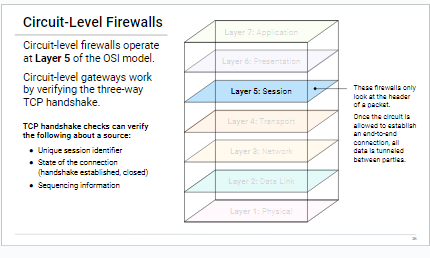 Circuit-Level Firewalls
Circuit-level firewalls operate
at Layer 5 of the OSI model.
Circuit-level gateways work
by verifying the three-way
TCP handshake.
TCP handshake checks can verify
the following about a source:
● Unique session identifier
● State of the connection
(handshake established, closed)
● Sequencing information
Layer 7: Application
Layer 6: Presentation
Layer 5: Session
Layer 4: Transport
Layer 3: Network
Layer 2: Data Link
Layer 1: Physical
These firewalls only
look at the header
of a packet.
Once the circuit is
allowed to establish
an end-to-end
connection, all
data is tunneled
between parties.